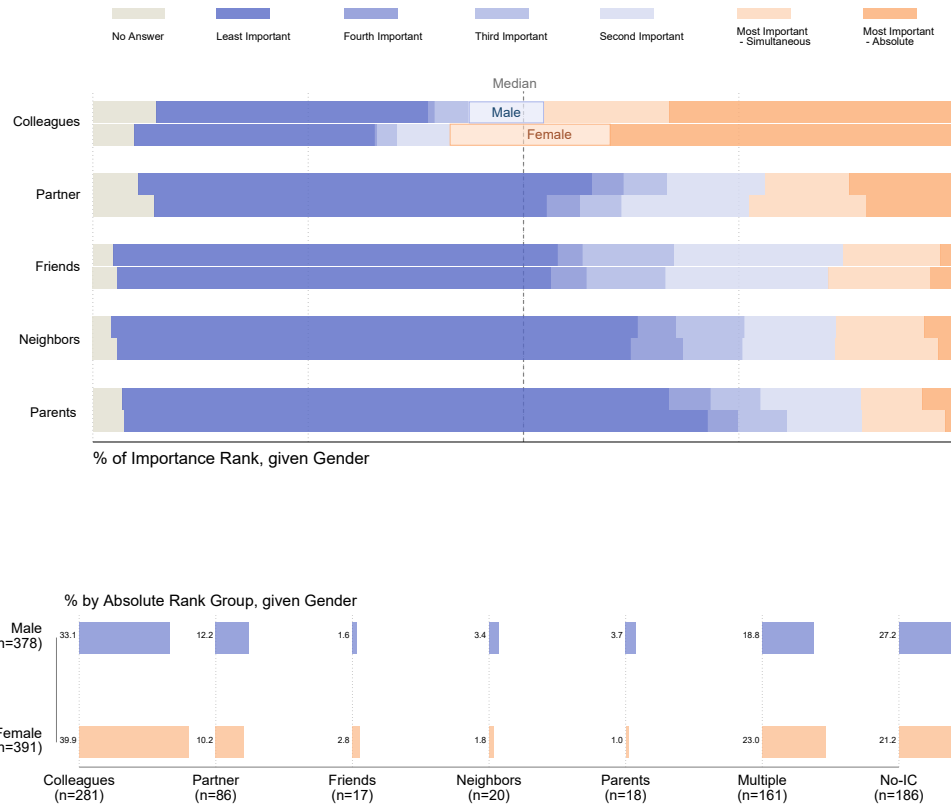 No Answer
Least Important
Fourth Important
Third Important
Second Important
Most Important
- Simultaneous
Most Important
- Absolute
Median
Colleagues
Male
Female
Partner
Friends
Neighbors
Parents
% of Importance Rank, given Gender
% by Absolute Rank Group, given Gender
Male
n=378)
33.1
12.2
1.6
3.4
3.7
18.8
27.2
Female
n=391)
39.9
10.2
2.8
1.8
1.0
23.0
21.2
Colleagues
(n=281)
Partner
(n=86)
Friends
(n=17)
Neighbors
(n=20)
Parents
(n=18)
Multiple
(n=161)
No-IC
(n=186)